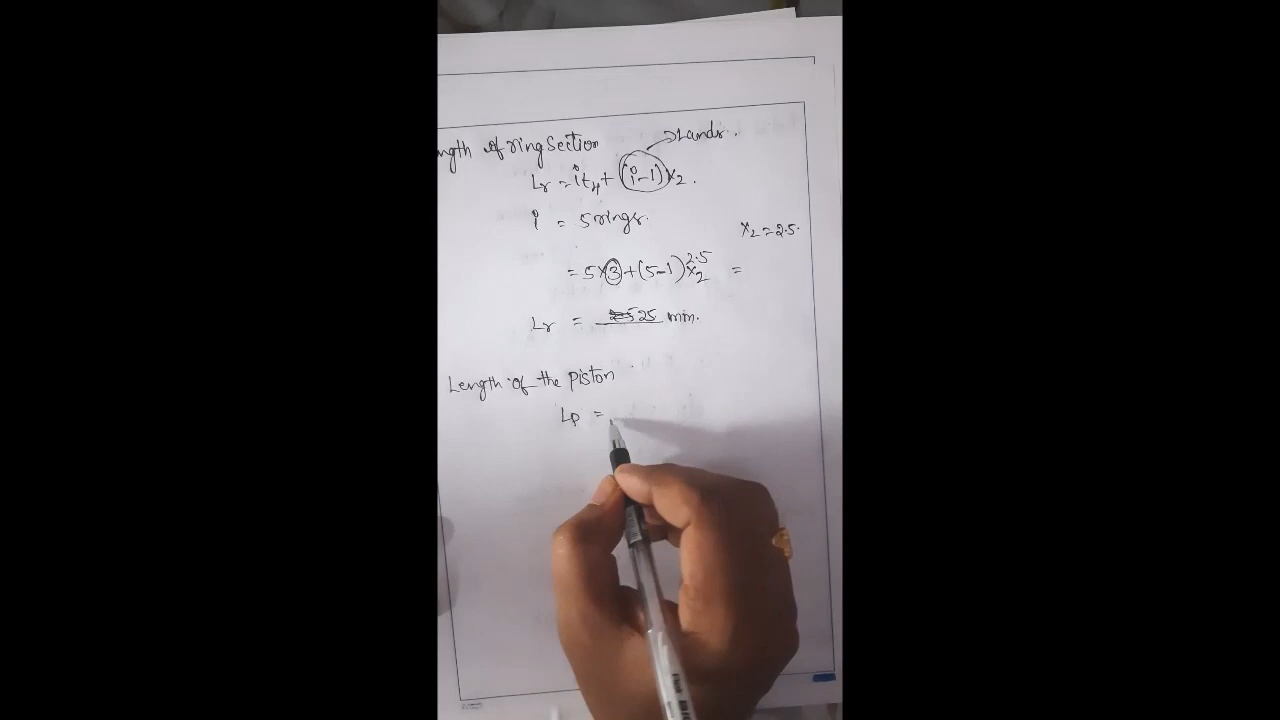 ngth of ring Section
→ Lands.
Lr = it4 + (i-1)x2.
i = 5 rings.
x2 = 2.5.
= 5×3+(5-1)x2 2.5 =
Lr = 25 mm.
Length of the Piston
Lp =